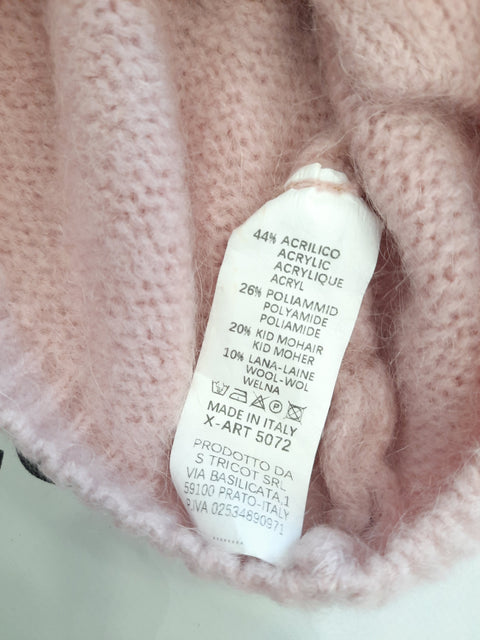 44% ACRILICO
ACRYLIC
ACRYLIQUE
ACRYL
26% POLIAMMID
POLYAMIDE
POLIAMIDE
20% KID MOHAIR
KID MOHER
10% LANA-LAINE
WOOL-WOL
WELNA
MADE IN ITALY
X-ART 5072
PRODOTTO DA
S TRICOT SRL
VIA BASILICATA,1
59100 PRATO-ITALY
P.IVA 02534890971